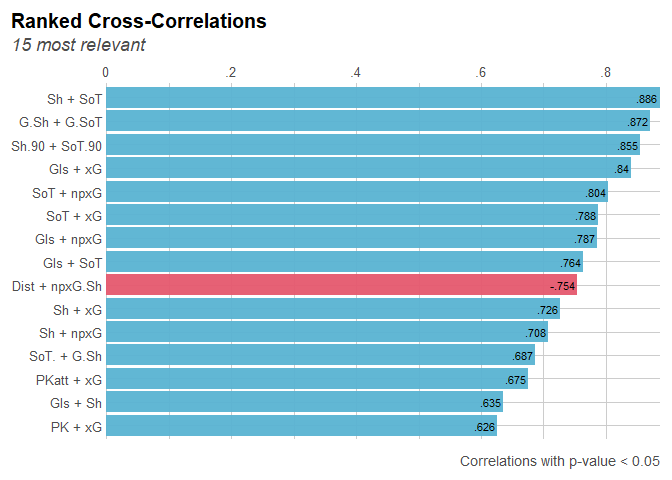 Ranked Cross-Correlations
15 most relevant
0 .2 .4 .6 .8
Sh + SoT .886
G.Sh + G.SoT .872
Sh.90 + SoT.90 .855
Gls + xG .84
SoT + npxG .804
SoT + xG .788
Gls + npxG .787
Gls + SoT .764
Dist + npxG.Sh -.754
Sh + xG .726
Sh + npxG .708
SoT. + G.Sh .687
PKatt + xG .675
Gls + Sh .635
PK + xG .626
Correlations with p-value < 0.05